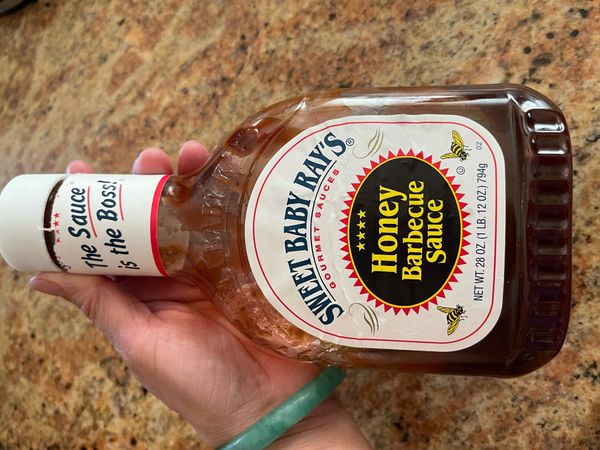 ★★★★
The Sauce
is the Boss!
SWEET BABY RAY'S®
GOURMET SAUCES
★★★★
Honey
Barbecue
Sauce
NET WT. 28 OZ. (1 LB. 12 OZ.) 794g